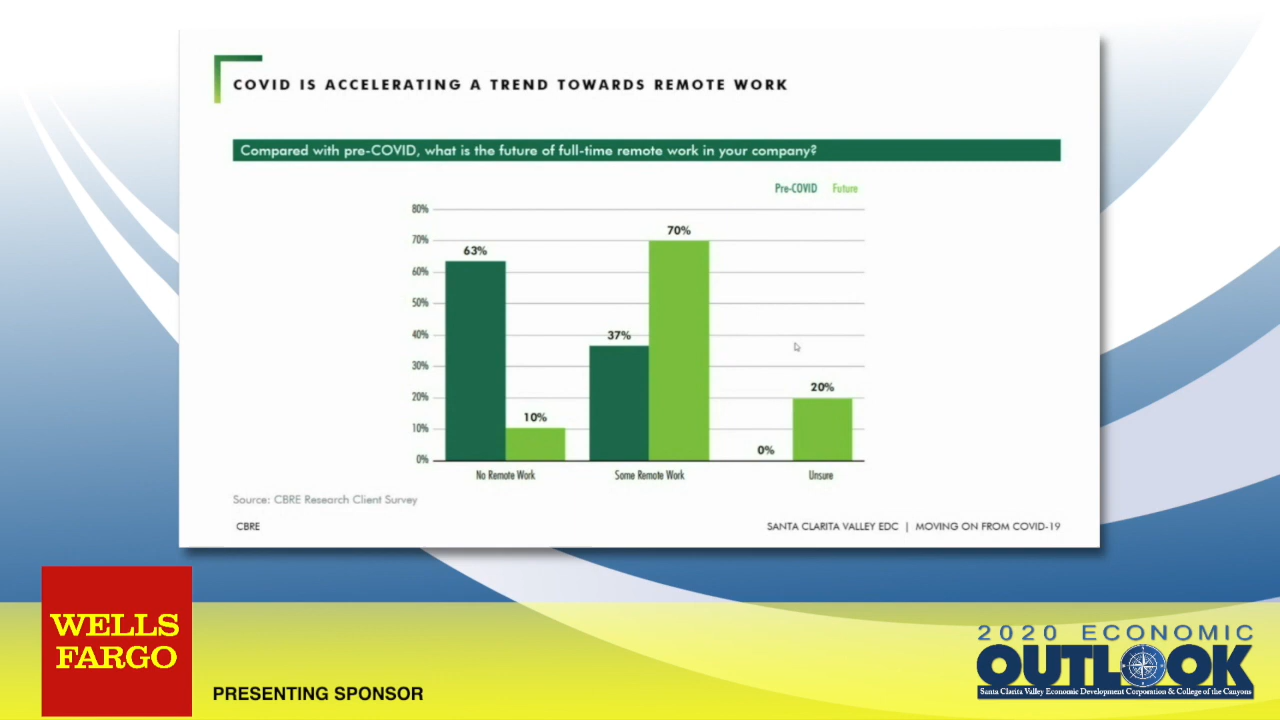 COVID IS ACCELERATING A TREND TOWARDS REMOTE WORK
Compared with pre-COVID, what is the future of full-time remote work in your company?
Pre-COVID Future
80%
70%
60%
50%
40%
30%
20%
10%
0%
63%
10%
37%
70%
0%
20%
No Remote Work
Some Remote Work
Unsure
Source: CBRE Research Client Survey
CBRE
SANTA CLARITA VALLEY EDC | MOVING ON FROM COVID-19
WELLS
FARGO
PRESENTING SPONSOR
2020 ECONOMIC
OUTLOOK
Santa Clarita Valley Economic Development Corporation & College of the Canyons